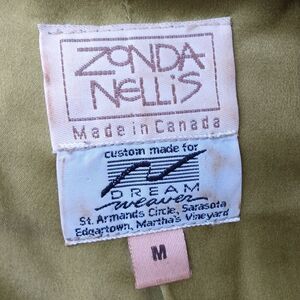 ZONDA
NELLIS
Made in Canada
custom made for
DREAM
weaver
St. Armands Circle, Sarasota
Edgartown, Martha's Vineyard
M